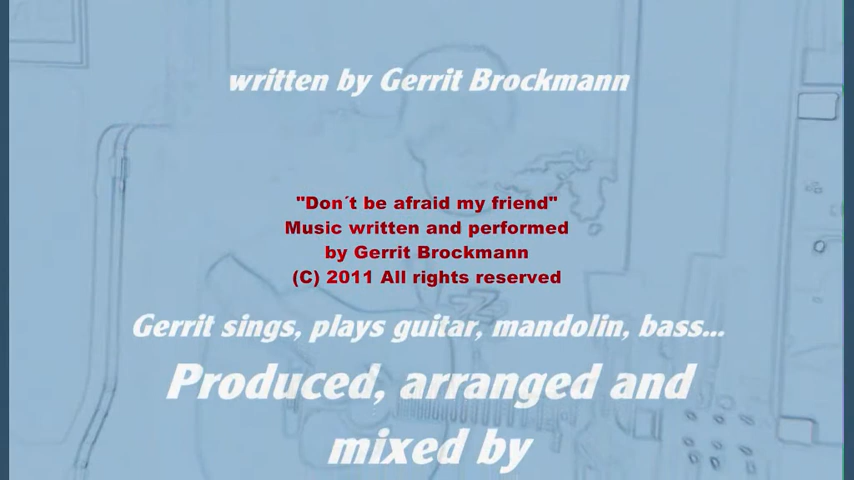 written by Gerrit Brockmann
"Don´t be afraid my friend"
Music written and performed
by Gerrit Brockmann
(C) 2011 All rights reserved
Gerrit sings, plays guitar, mandolin, bass...
Produced, arranged and
mixed by